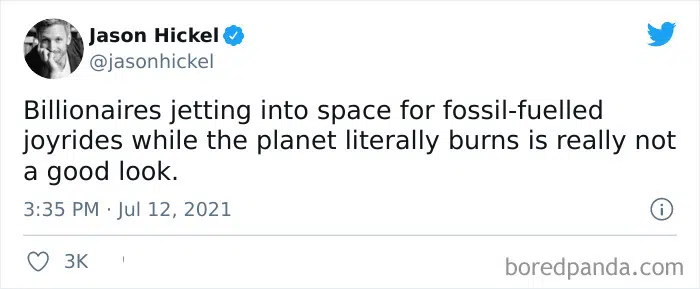 Jason Hickel
@jasonhickel
Billionaires jetting into space for fossil-fuelled
joyrides while the planet literally burns is really not
a good look.
3:35 PM · Jul 12, 2021
3K
boredpanda.com